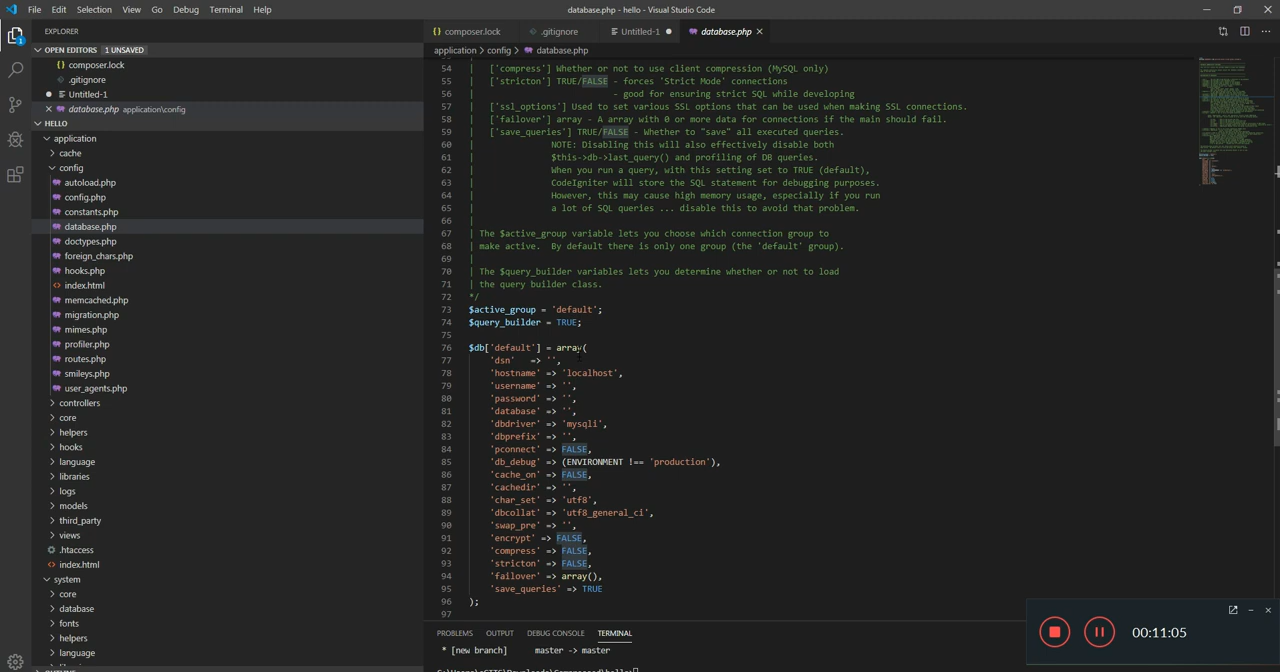 File Edit Selection View Go Debug Terminal Help
database.php - hello - Visual Studio Code
EXPLORER
OPEN EDITORS 1 UNSAVED
composer.lock
.gitignore
Untitled-1
database.php application\config
HELLO
application
cache
config
autoload.php
config.php
constants.php
database.php
doctypes.php
foreign_chars.php
hooks.php
index.html
memcached.php
migration.php
mimes.php
profiler.php
routes.php
smileys.php
user_agents.php
controllers
core
helpers
hooks
language
libraries
logs
models
third_party
views
.htaccess
index.html
system
core
database
fonts
helpers
language
composer.lock .gitignore Untitled-1 database.php
application > config > database.php
54 | ['compress'] Whether or not to use client compression (MySQL only)
55 | ['stricton'] TRUE/FALSE - forces 'Strict Mode' connections
56 | - good for ensuring strict SQL while developing
57 | ['ssl_options'] Used to set various SSL options that can be used when making SSL connections.
58 | ['failover'] array - A array with 0 or more data for connections if the main should fail.
59 | ['save_queries'] TRUE/FALSE - Whether to "save" all executed queries.
60 | NOTE: Disabling this will also effectively disable both
61 | $this->db->last_query() and profiling of DB queries.
62 | When you run a query, with this setting set to TRUE (default),
63 | CodeIgniter will store the SQL statement for debugging purposes.
64 | However, this may cause high memory usage, especially if you run
65 | a lot of SQL queries ... disable this to avoid that problem.
66 |
67 | The $active_group variable lets you choose which connection group to
68 | make active. By default there is only one group (the 'default' group).
69 |
70 | The $query_builder variables lets you determine whether or not to load
71 | the query builder class.
72 */
73 $active_group = 'default';
74 $query_builder = TRUE;
75
76 $db['default'] = array(
77 'dsn' => '',
78 'hostname' => 'localhost',
79 'username' => '',
80 'password' => '',
81 'database' => '',
82 'dbdriver' => 'mysqli',
83 'dbprefix' => '',
84 'pconnect' => FALSE,
85 'db_debug' => (ENVIRONMENT !== 'production'),
86 'cache_on' => FALSE,
87 'cachedir' => '',
88 'char_set' => 'utf8',
89 'dbcollat' => 'utf8_general_ci',
90 'swap_pre' => '',
91 'encrypt' => FALSE,
92 'compress' => FALSE,
93 'stricton' => FALSE,
94 'failover' => array(),
95 'save_queries' => TRUE
96 );
97
PROBLEMS OUTPUT DEBUG CONSOLE TERMINAL
* [new branch] master -> master
00:11:05